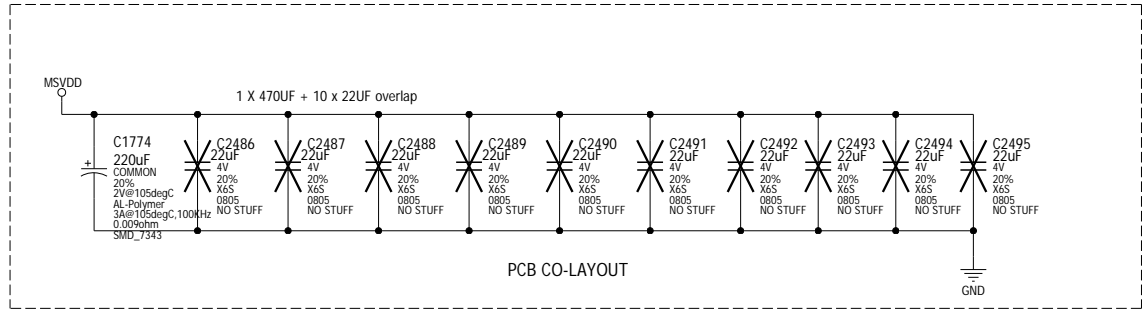 MSVDD
1 X 470UF + 10 x 22UF overlap
C1774
220uF
COMMON
20%
2V@105degC
AL-Polymer
3A@105degC,100KHz
0.009ohm
SMD_7343
+
C2486
22uF
4V
20%
X6S
0805
NO STUFF
C2487
22uF
4V
20%
X6S
0805
NO STUFF
C2488
22uF
4V
20%
X6S
0805
NO STUFF
C2489
22uF
4V
20%
X6S
0805
NO STUFF
C2490
22uF
4V
20%
X6S
0805
NO STUFF
C2491
22uF
4V
20%
X6S
0805
NO STUFF
C2492
22uF
4V
20%
X6S
0805
NO STUFF
C2493
22uF
4V
20%
X6S
0805
NO STUFF
C2494
22uF
4V
20%
X6S
0805
NO STUFF
C2495
22uF
4V
20%
X6S
0805
NO STUFF
PCB CO-LAYOUT
GND